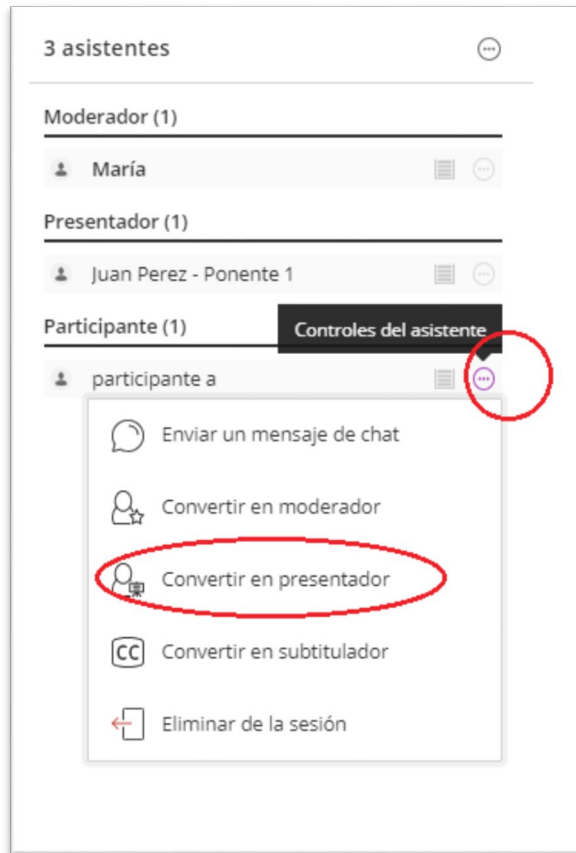 3 asistentes
Moderador (1)
María
Presentador (1)
Juan Perez - Ponente 1
Participante (1)
Controles del asistente
participante a
Enviar un mensaje de chat
Convertir en moderador
Convertir en presentador
CC Convertir en subtitulador
Eliminar de la sesión